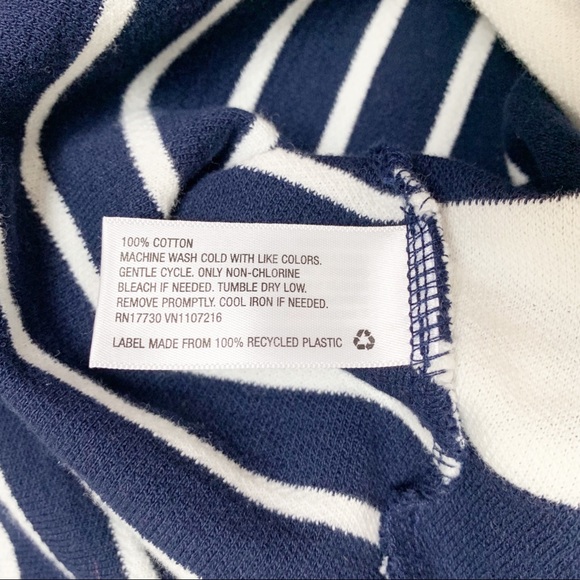 100% COTTON
MACHINE WASH COLD WITH LIKE COLORS.
GENTLE CYCLE. ONLY NON-CHLORINE
BLEACH IF NEEDED. TUMBLE DRY LOW.
REMOVE PROMPTLY. COOL IRON IF NEEDED.
RN17730 VN1107216
LABEL MADE FROM 100% RECYCLED PLASTIC